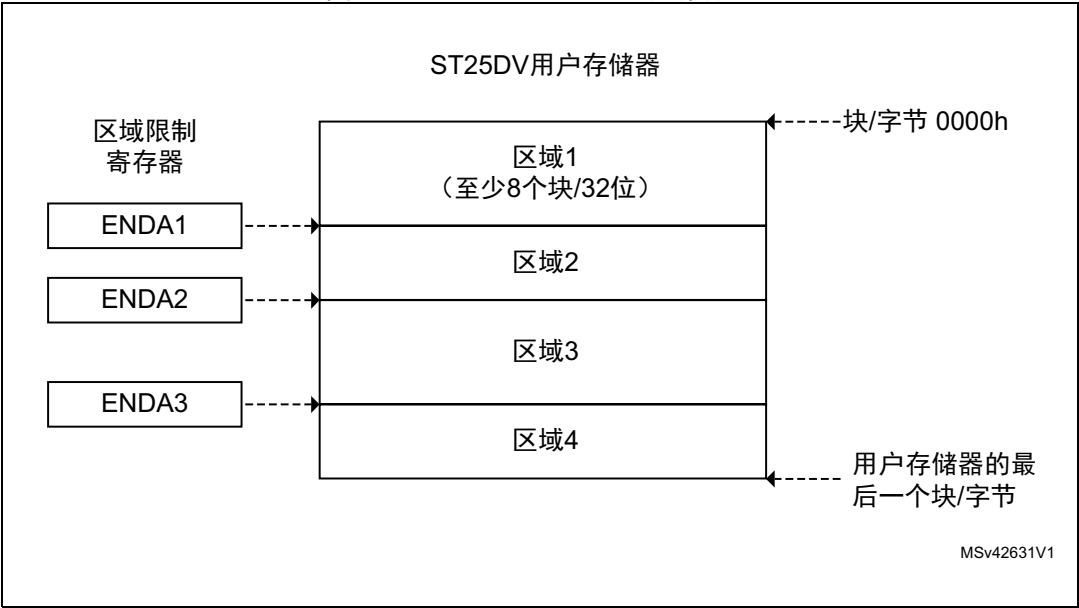 ST25DV用户存储器
区域限制
寄存器
块/字节 0000h
区域1
（至少8个块/32位）
ENDA1
区域2
ENDA2
区域3
ENDA3
区域4
用户存储器的最
后一个块/字节
MSv42631V1